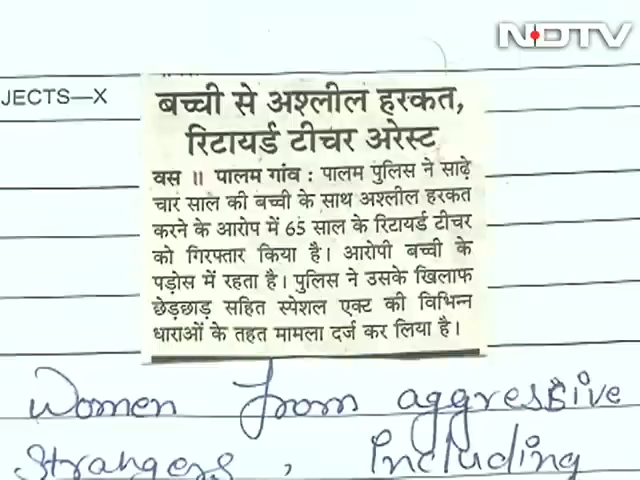 NDTV
JECTS—X
बच्ची से अश्लील हरकत,
रिटायर्ड टीचर अरेस्ट
वस ॥ पालम गांव : पालम पुलिस ने साढ़े
चार साल की बच्ची के साथ अश्लील हरकत
करने के आरोप में 65 साल के रिटायर्ड टीचर
को गिरफ्तार किया है। आरोपी बच्ची के
पड़ोस में रहता है। पुलिस ने उसके खिलाफ
छेड़छाड़ सहित स्पेशल एक्ट की विभिन्न
धाराओं के तहत मामला दर्ज कर लिया है।
Women from aggressive
strangers, including